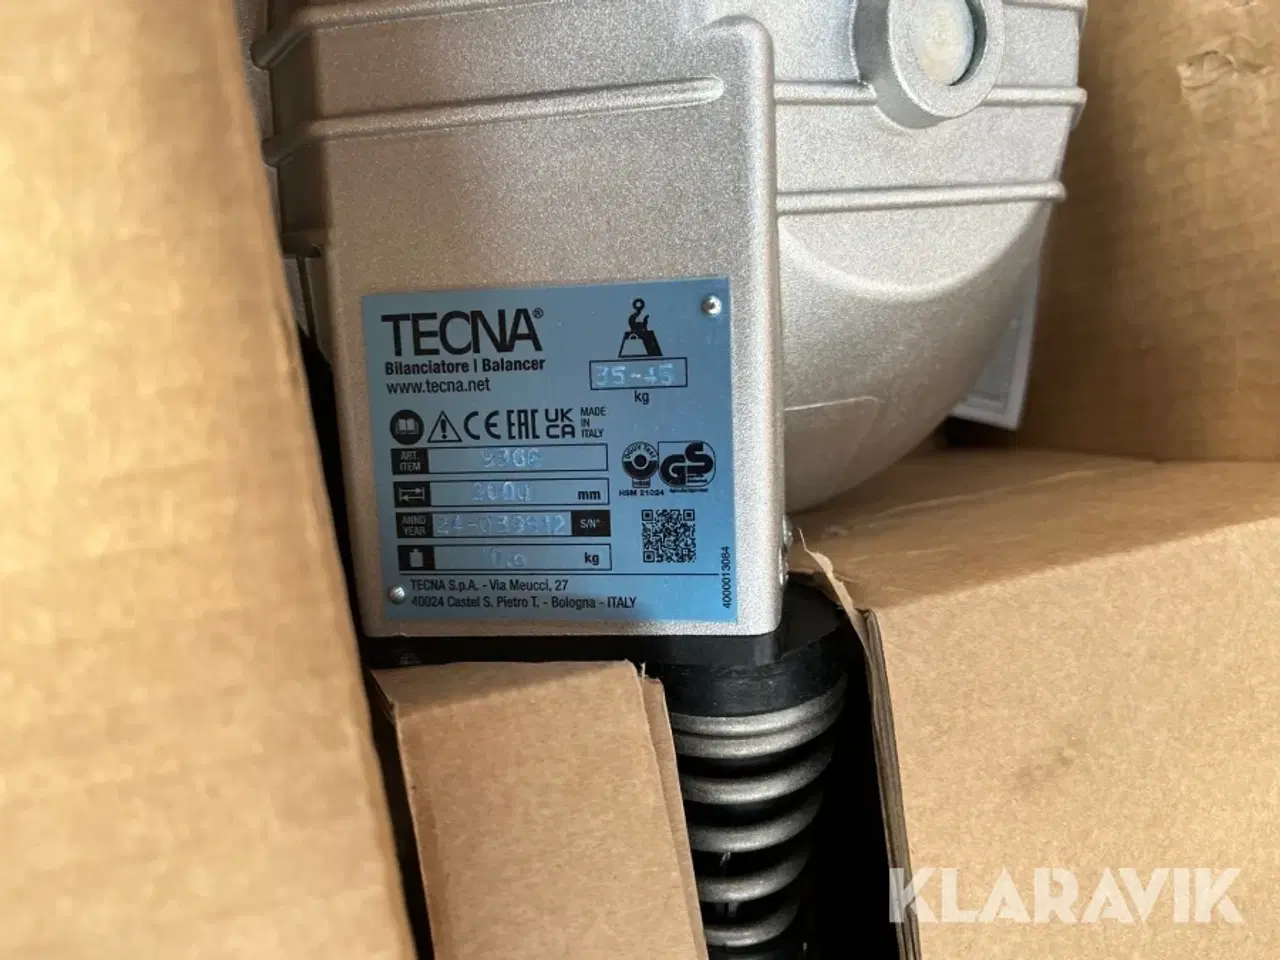 TECNA®
Bilanciatore | Balancer
www.tecna.net
35-45
kg
CE EAC UK CA
MADE IN ITALY
ART. ITEM
2000 mm
ANNO YEAR S/N°
kg
GS
HSM 21024
TECNA S.p.A. - Via Meucci, 27
40024 Castel S. Pietro T. - Bologna - ITALY
4000013084
KLARAVIK